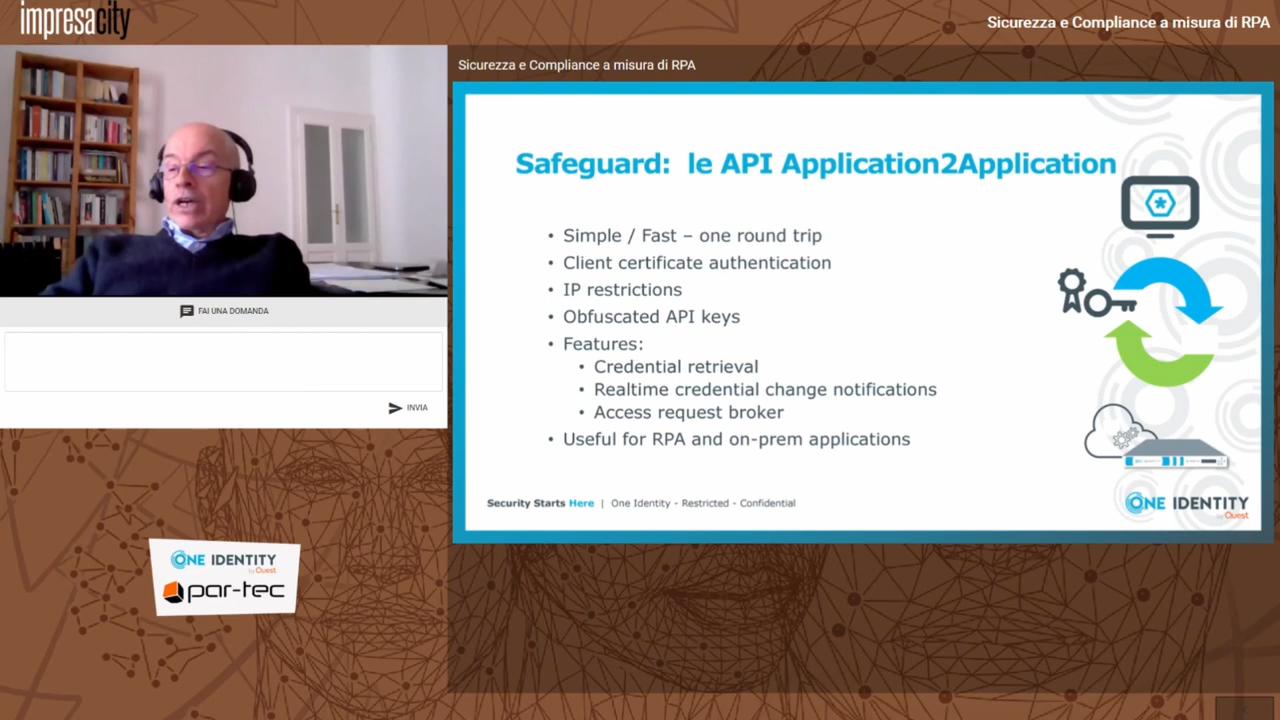 impresacity
Sicurezza e Compliance a misura di RPA
Sicurezza e Compliance a misura di RPA
Safeguard: le API Application2Application
• Simple / Fast – one round trip
• Client certificate authentication
• IP restrictions
• Obfuscated API keys
• Features:
• Credential retrieval
• Realtime credential change notifications
• Access request broker
• Useful for RPA and on-prem applications
Security Starts Here | One Identity - Restricted - Confidential
ONE IDENTITY
by Quest
FAI UNA DOMANDA
INVIA
ONE IDENTITY
by Quest
par-tec